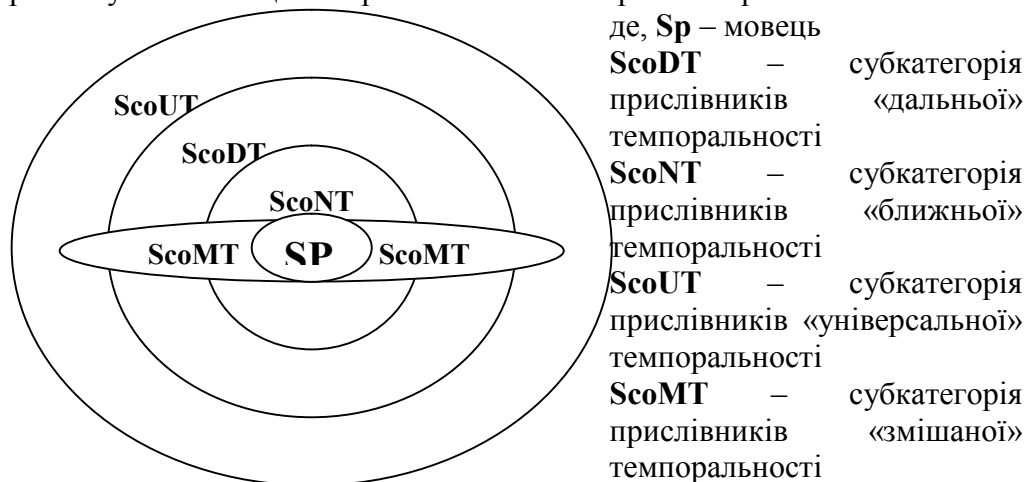 де, Sp – мовець
ScoDT – субкатегорія
прислівників «дальньої»
темпоральності
ScoNT – субкатегорія
прислівників «ближньої»
темпоральності
ScoUT – субкатегорія
прислівників «універсальної»
темпоральності
ScoMT – субкатегорія
прислівників «змішаної»
темпоральності
ScoUT
ScoDT
ScoNT
ScoMT SP ScoMT